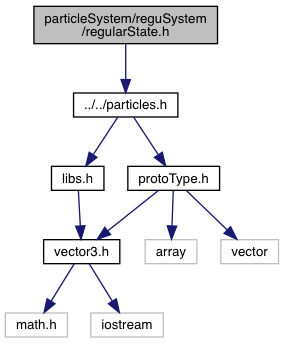 particleSystem/reguSystem
/regularState.h
../../particles.h
libs.h
protoType.h
vector3.h
array
vector
math.h
iostream